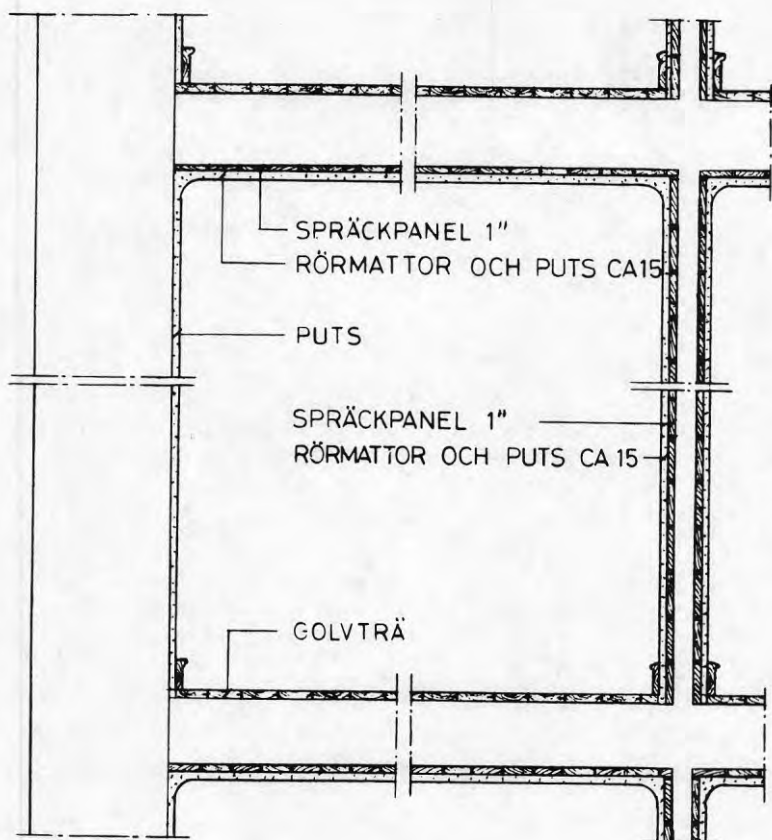 SPRÄCKPANEL 1"
RÖRMATTOR OCH PUTS CA15
PUTS
SPRÄCKPANEL 1"
RÖRMATTOR OCH PUTS CA 15
GOLVTRÄ